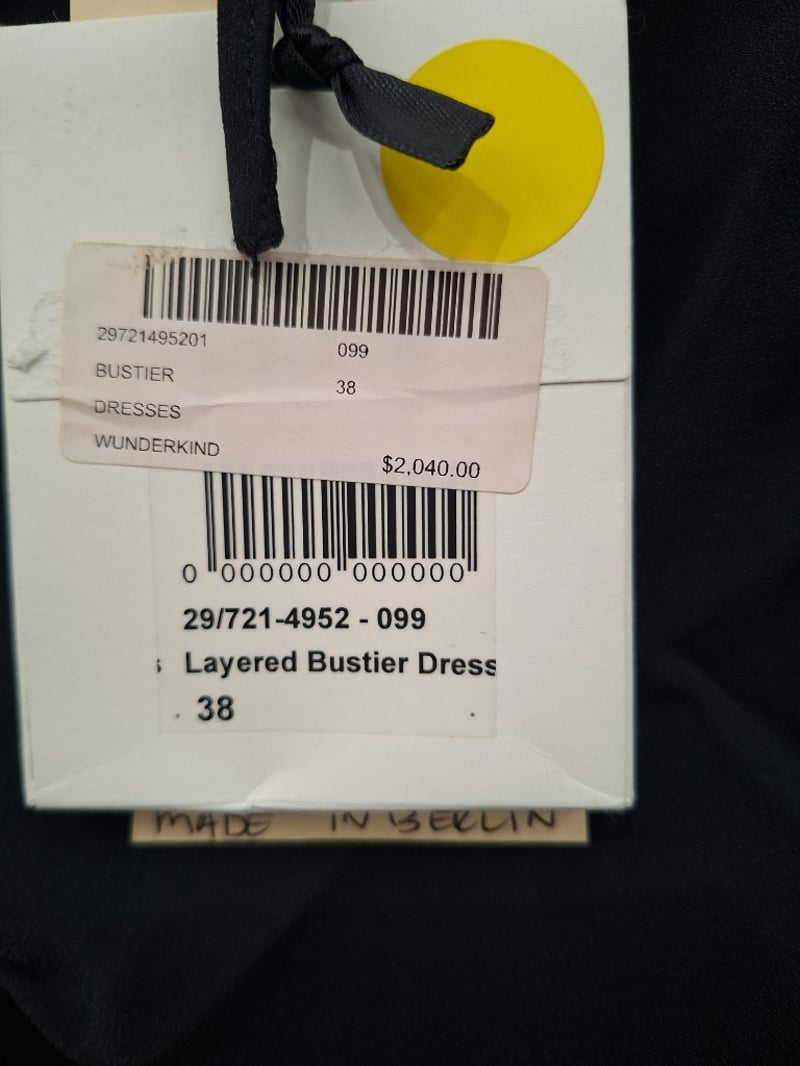 29721495201 099
BUSTIER 38
DRESSES
WUNDERKIND
$2,040.00
0 000000 000000
29/721-4952 - 099
s Layered Bustier Dress
38
MADE IN BERLIN